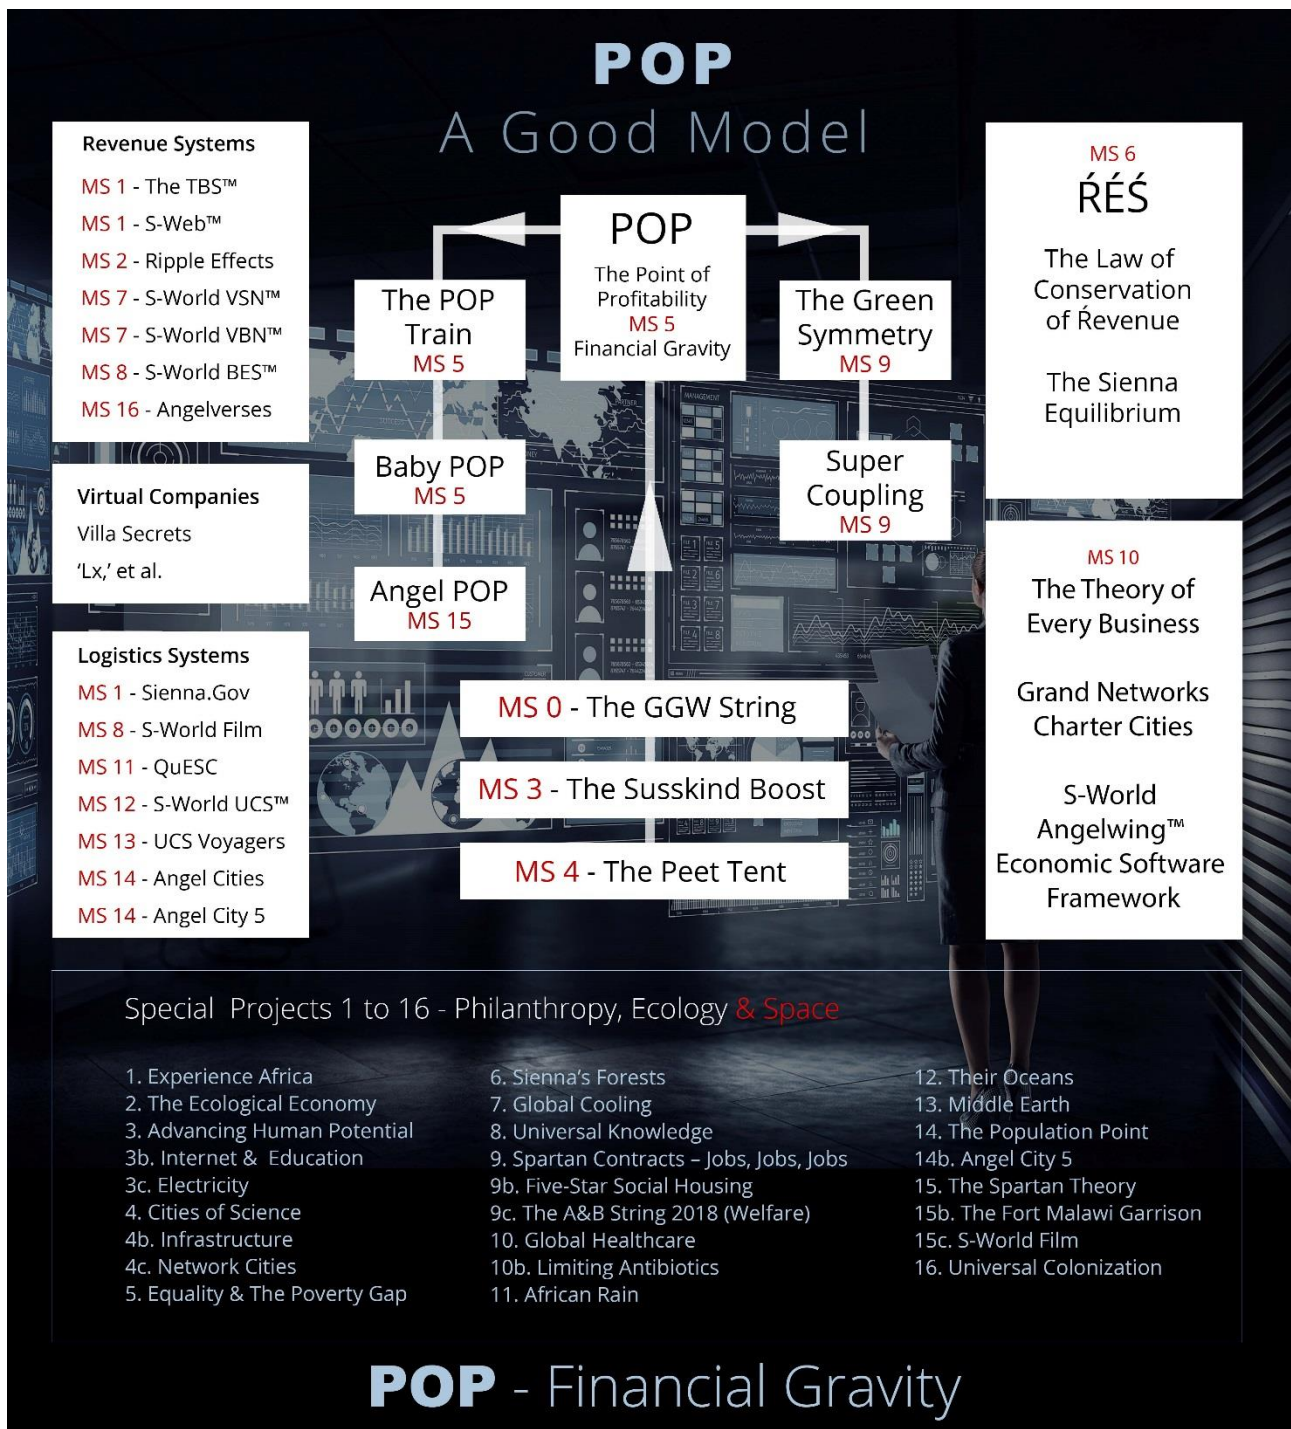 POP
A Good Model
Revenue Systems
MS 1 - The TBS™
MS 1 - S-Web™
MS 2 - Ripple Effects
MS 7 - S-World VSN™
MS 7 - S-World VBN™
MS 8 - S-World BES™
MS 16 - Angelverses
Virtual Companies
Villa Secrets
‘Lx,’ et al.
Logistics Systems
MS 1 - Sienna.Gov
MS 8 - S-World Film
MS 11 - QuESC
MS 12 - S-World UCS™
MS 13 - UCS Voyagers
MS 14 - Angel Cities
MS 14 - Angel City 5
The POP
Train
MS 5
Baby POP
MS 5
Angel POP
MS 15
POP
The Point of
Profitability
MS 5
Financial Gravity
The Green
Symmetry
MS 9
Super
Coupling
MS 9
MS 0 - The GGW String
MS 3 - The Susskind Boost
MS 4 - The Peet Tent
MS 6
ŔÉŚ
The Law of
Conservation
of Ŕevenue
The Sienna
Equilibrium
MS 10
The Theory of
Every Business
Grand Networks
Charter Cities
S-World
Angelwing™
Economic Software
Framework
Special Projects 1 to 16 - Philanthropy, Ecology & Space
1. Experience Africa
2. The Ecological Economy
3. Advancing Human Potential
3b. Internet & Education
3c. Electricity
4. Cities of Science
4b. Infrastructure
4c. Network Cities
5. Equality & The Poverty Gap
6. Sienna’s Forests
7. Global Cooling
8. Universal Knowledge
9. Spartan Contracts – Jobs, Jobs, Jobs
9b. Five-Star Social Housing
9c. The A&B String 2018 (Welfare)
10. Global Healthcare
10b. Limiting Antibiotics
11. African Rain
12. Their Oceans
13. Middle Earth
14. The Population Point
14b. Angel City 5
15. The Spartan Theory
15b. The Fort Malawi Garrison
15c. S-World Film
16. Universal Colonization
POP - Financial Gravity